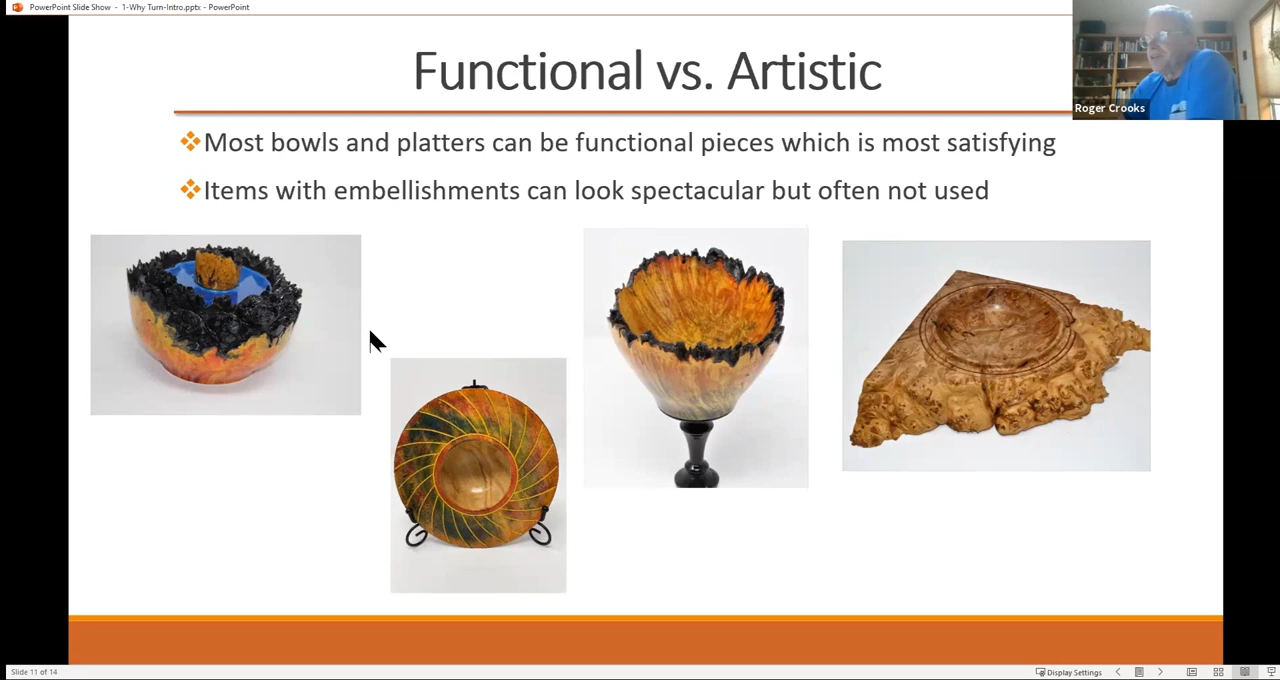 PowerPoint Slide Show - 1-Why Turn-Intro.pptx - PowerPoint
Functional vs. Artistic
Roger Crooks
Most bowls and platters can be functional pieces which is most satisfying
Items with embellishments can look spectacular but often not used
Slide 11 of 14
Display Settings